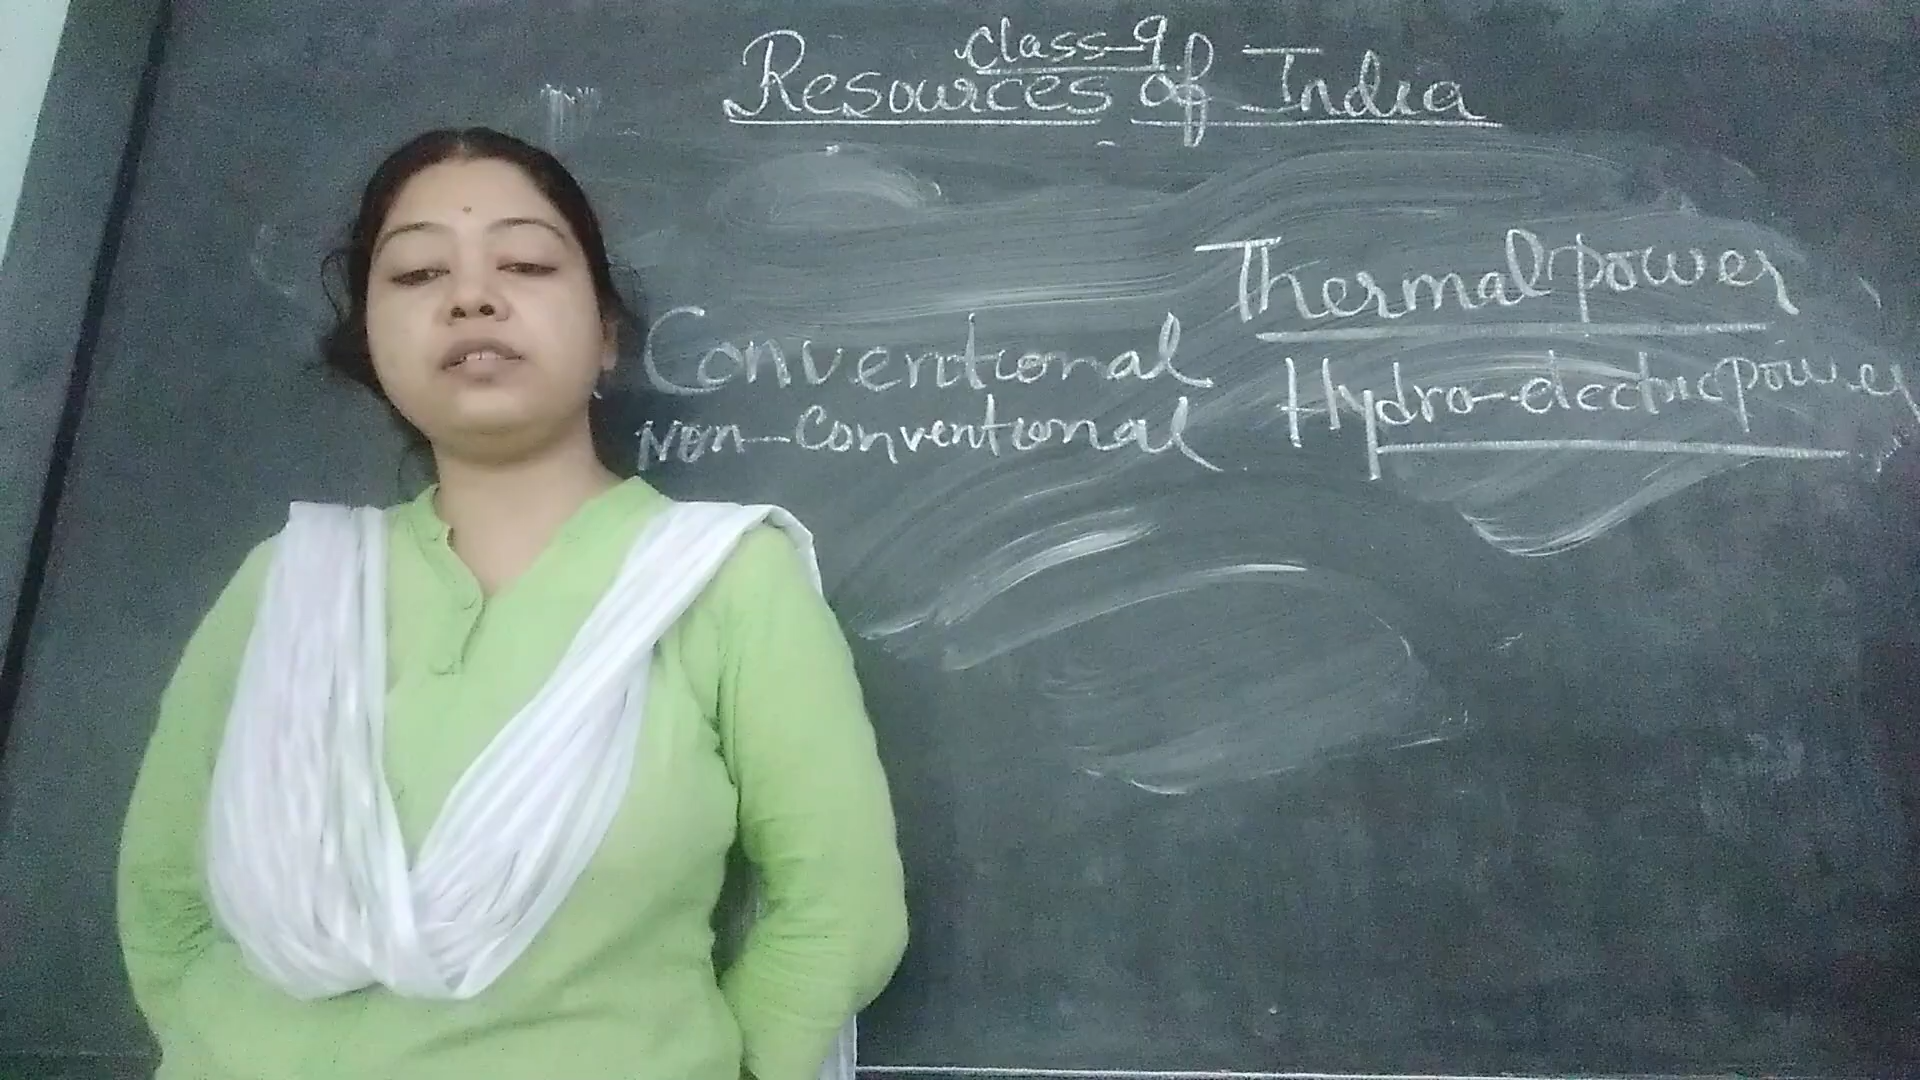 Class-9
Resources of India
Thermal power
Conventional
Hydro-electric power
Non-Conventional